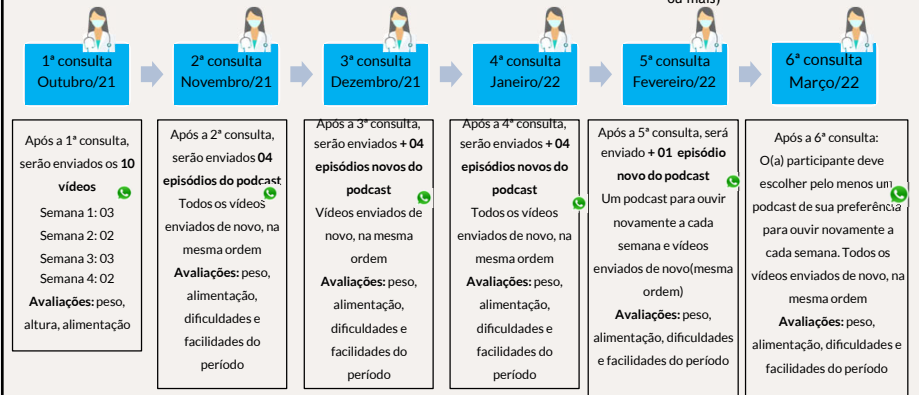 ou mais)
1ª consulta
Outubro/21
2ª consulta
Novembro/21
3ª consulta
Dezembro/21
4ª consulta
Janeiro/22
5ª consulta
Fevereiro/22
6ª consulta
Março/22
Após a 1ª consulta,
serão enviados os 10
vídeos
Semana 1: 03
Semana 2: 02
Semana 3: 03
Semana 4: 02
Avaliações: peso,
altura, alimentação
Após a 2ª consulta,
serão enviados 04
episódios do podcast
Todos os vídeos
enviados de novo, na
mesma ordem
Avaliações: peso,
alimentação,
dificuldades e
facilidades do
período
Após a 3ª consulta,
serão enviados + 04
episódios novos do
podcast
Vídeos enviados de
novo, na mesma
ordem
Avaliações: peso,
alimentação,
dificuldades e
facilidades do
período
Após a 4ª consulta,
serão enviados + 04
episódios novos do
podcast
Todos os vídeos
enviados de novo, na
mesma ordem
Avaliações: peso,
alimentação,
dificuldades e
facilidades do
período
Após a 5ª consulta, será
enviado + 01 episódio
novo do podcast
Um podcast para ouvir
novamente a cada
semana e vídeos
enviados de novo(mesma
ordem)
Avaliações: peso,
alimentação, dificuldades
e facilidades do período
Após a 6ª consulta:
O(a) participante deve
escolher pelo menos um
podcast de sua preferência
para ouvir novamente a
cada semana. Todos os
vídeos enviados de novo, na
mesma ordem
Avaliações: peso,
alimentação, dificuldades e
facilidades do período